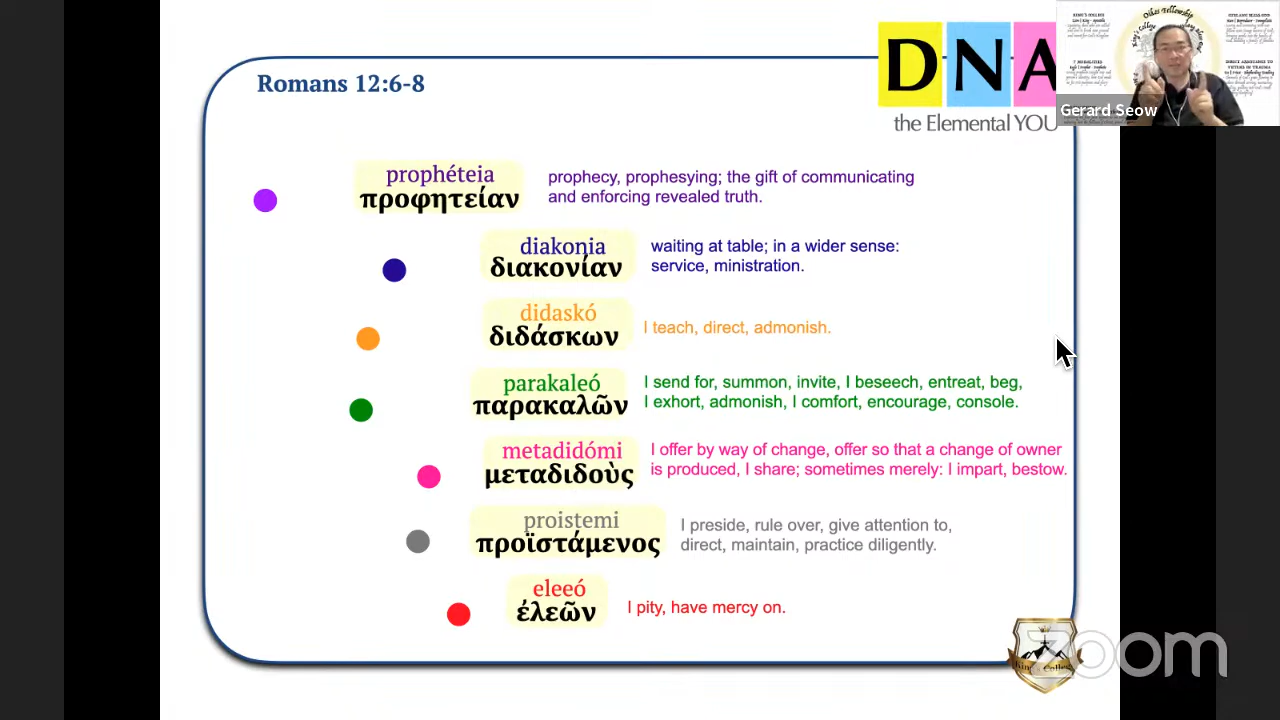 Romans 12:6-8
DNA
the Elemental YOU
Oikos Fellowship
Gerard Seow
prophéteia
προφητείαν
prophecy, prophesying; the gift of communicating
and enforcing revealed truth.
diakonia
διακονίαν
waiting at table; in a wider sense:
service, ministration.
didaskó
διδάσκων
I teach, direct, admonish.
parakaleó
παρακαλῶν
I send for, summon, invite, I beseech, entreat, beg,
I exhort, admonish, I comfort, encourage, console.
metadidómi
μεταδιδοὺς
I offer by way of change, offer so that a change of owner
is produced, I share; sometimes merely: I impart, bestow.
proistemi
προϊστάμενος
I preside, rule over, give attention to,
direct, maintain, practice diligently.
eleeó
ἐλεῶν
I pity, have mercy on.
King's College
zoom